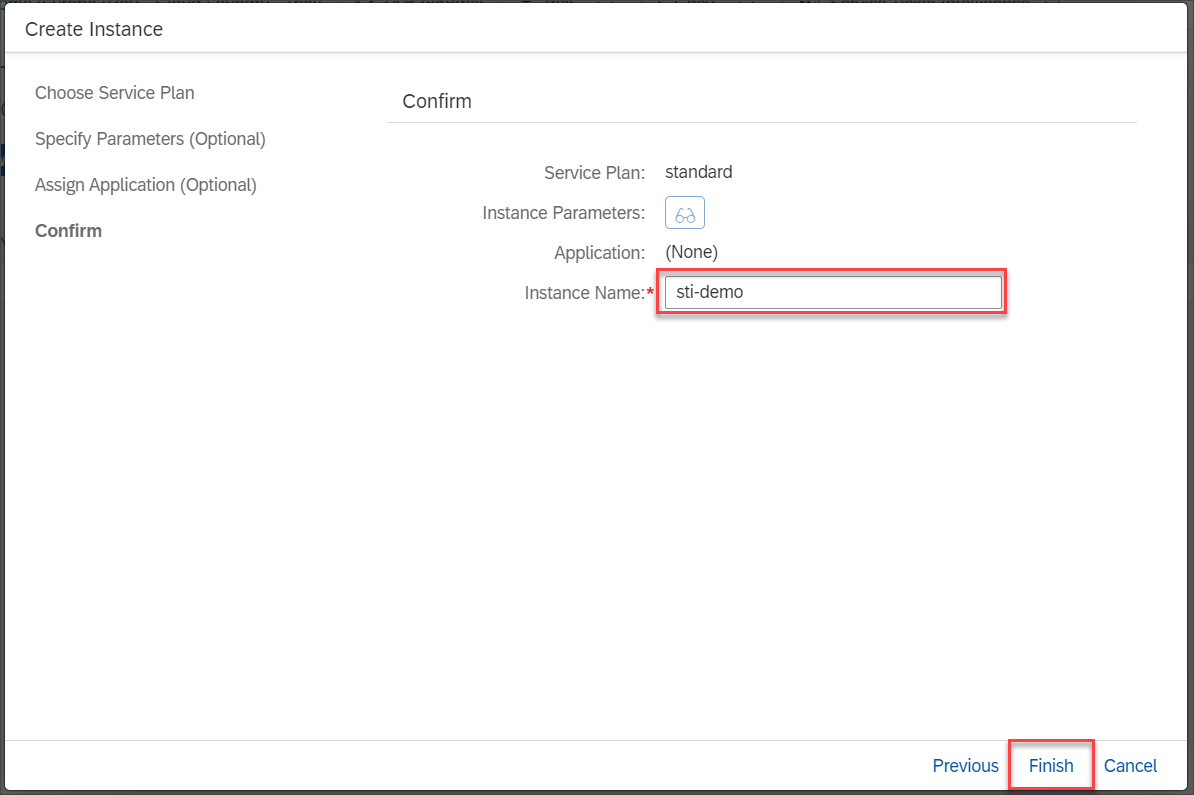 Create Instance
Choose Service Plan
Specify Parameters (Optional)
Assign Application (Optional)
Confirm
Confirm
Service Plan: standard
Instance Parameters:
Application: (None)
Instance Name:* sti-demo
Previous Finish Cancel